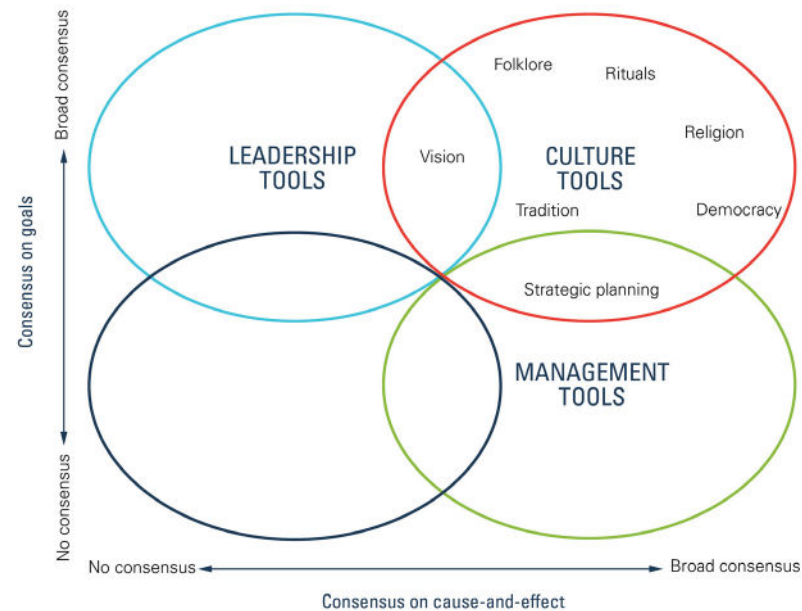 Broad consensus
Consensus on goals
No consensus
Folklore
Rituals
Religion
LEADERSHIP
TOOLS
Vision
CULTURE
TOOLS
Tradition
Democracy
Strategic planning
MANAGEMENT
TOOLS
No consensus
Broad consensus
Consensus on cause-and-effect